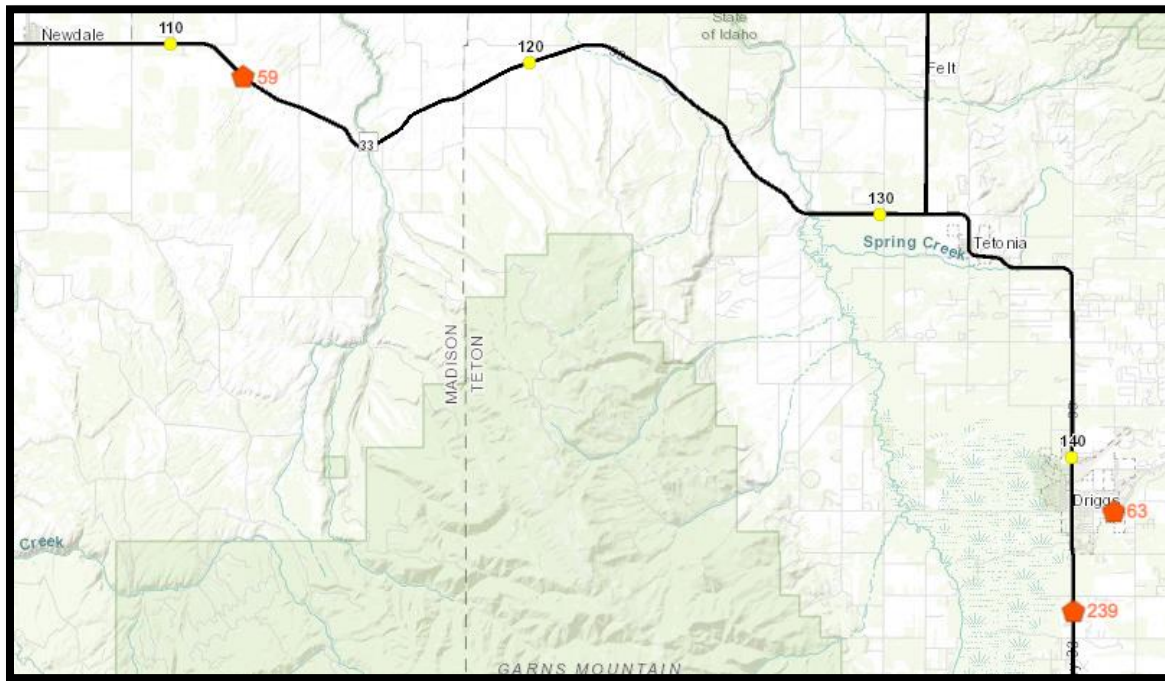 Newdale
110
59
120
State
of Idaho
Felt
33
130
Spring Creek
Tetonia
MADISON
TETON
140
Driggs
63
Creek
239
33
GARNS MOUNTAIN